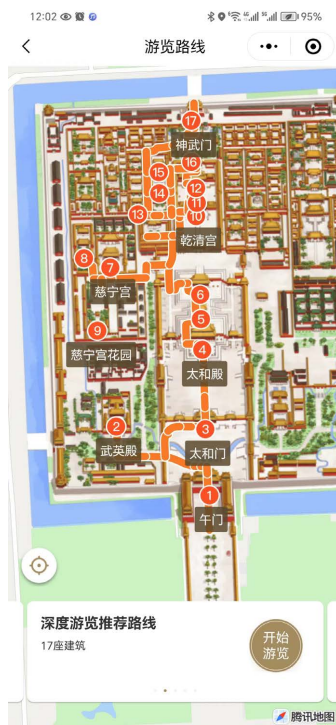 12:02
95%
游览路线
17
神武门
16
15
12
14
11
13
10
乾清宫
8
7
慈宁宫
6
5
9
4
慈宁宫花园
太和殿
2
3
武英殿
太和门
1
午门
深度游览推荐路线
17座建筑
开始
游览
腾讯地图